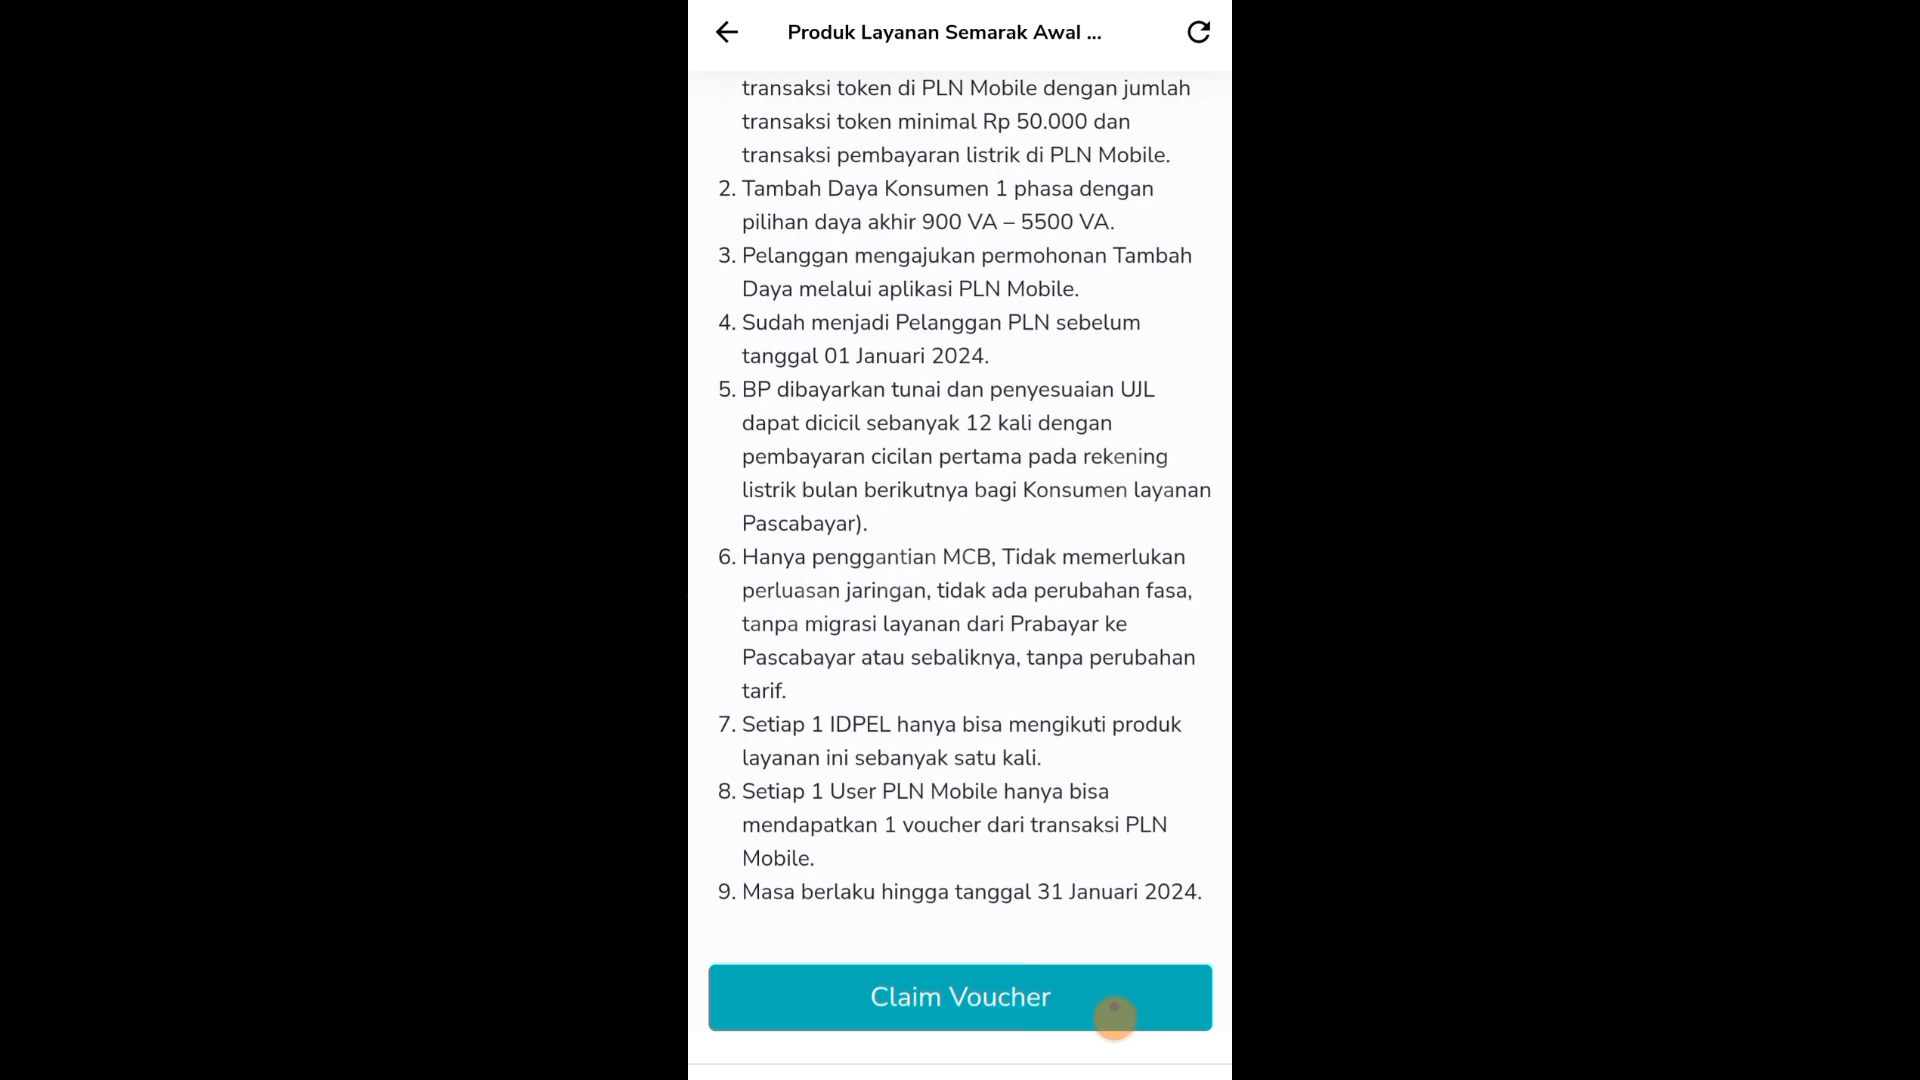 Produk Layanan Semarak Awal ...
transaksi token di PLN Mobile dengan jumlah
transaksi token minimal Rp 50.000 dan
transaksi pembayaran listrik di PLN Mobile.
2. Tambah Daya Konsumen 1 phasa dengan
pilihan daya akhir 900 VA – 5500 VA.
3. Pelanggan mengajukan permohonan Tambah
Daya melalui aplikasi PLN Mobile.
4. Sudah menjadi Pelanggan PLN sebelum
tanggal 01 Januari 2024.
5. BP dibayarkan tunai dan penyesuaian UJL
dapat dicicil sebanyak 12 kali dengan
pembayaran cicilan pertama pada rekening
listrik bulan berikutnya bagi Konsumen layanan
Pascabayar).
6. Hanya penggantian MCB, Tidak memerlukan
perluasan jaringan, tidak ada perubahan fasa,
tanpa migrasi layanan dari Prabayar ke
Pascabayar atau sebaliknya, tanpa perubahan
tarif.
7. Setiap 1 IDPEL hanya bisa mengikuti produk
layanan ini sebanyak satu kali.
8. Setiap 1 User PLN Mobile hanya bisa
mendapatkan 1 voucher dari transaksi PLN
Mobile.
9. Masa berlaku hingga tanggal 31 Januari 2024.
Claim Voucher